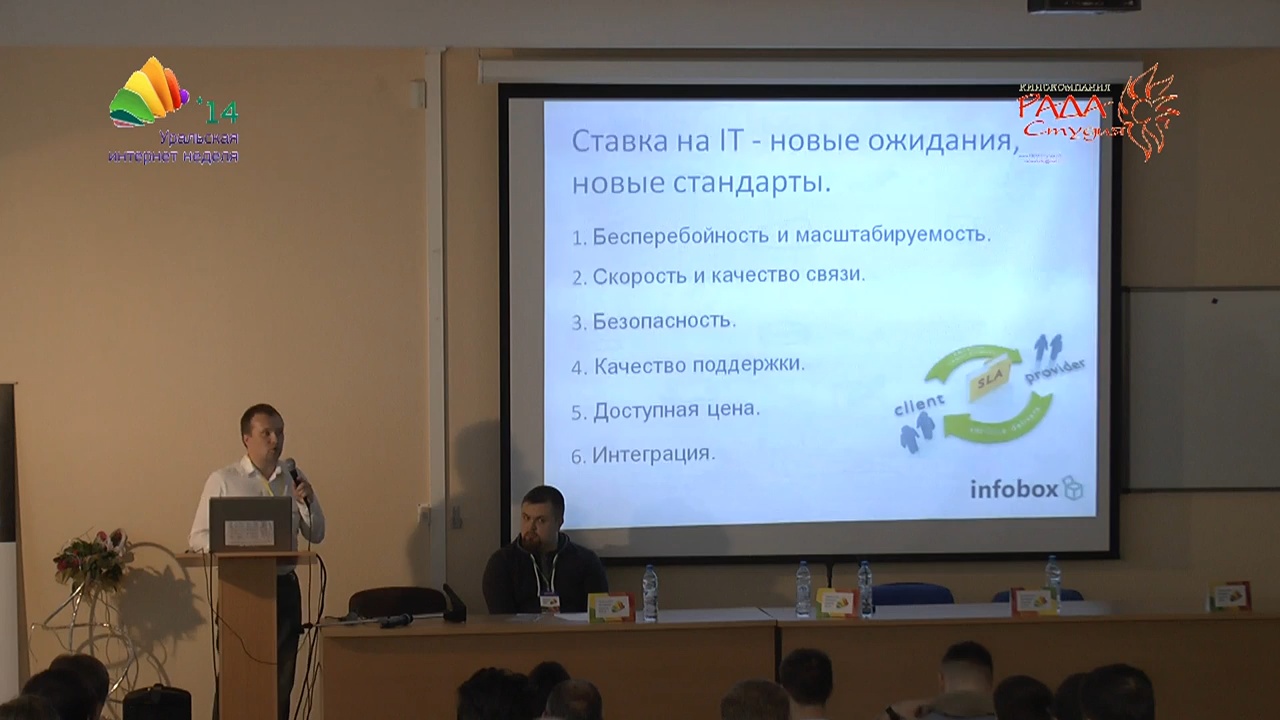 '14
Уральская
интернет неделя
КИНОКОМПАНИЯ
РАДА
Студия
Ставка на IT - новые ожидания,
новые стандарты.
1. Бесперебойность и масштабируемость.
2. Скорость и качество связи.
3. Безопасность.
4. Качество поддержки.
5. Доступная цена.
6. Интеграция.
SLA
provider
client
infobox